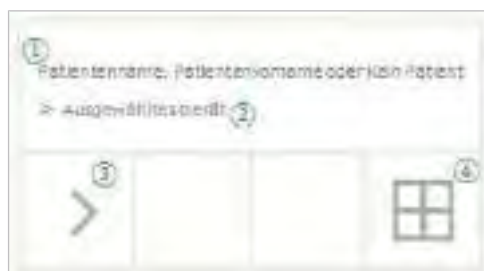 ①
Patientenname, Patientenvorname oder Kein Patient
> Ausgewähltes Gerät ②
③ ④